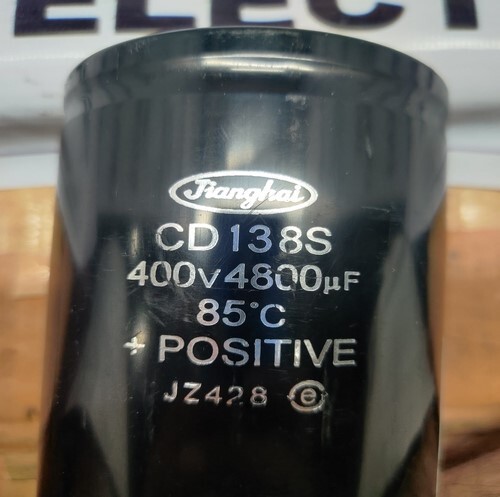 ELECT
Jianghai
CD138S
400V4800µF
85°C
+ POSITIVE
JZ428 e